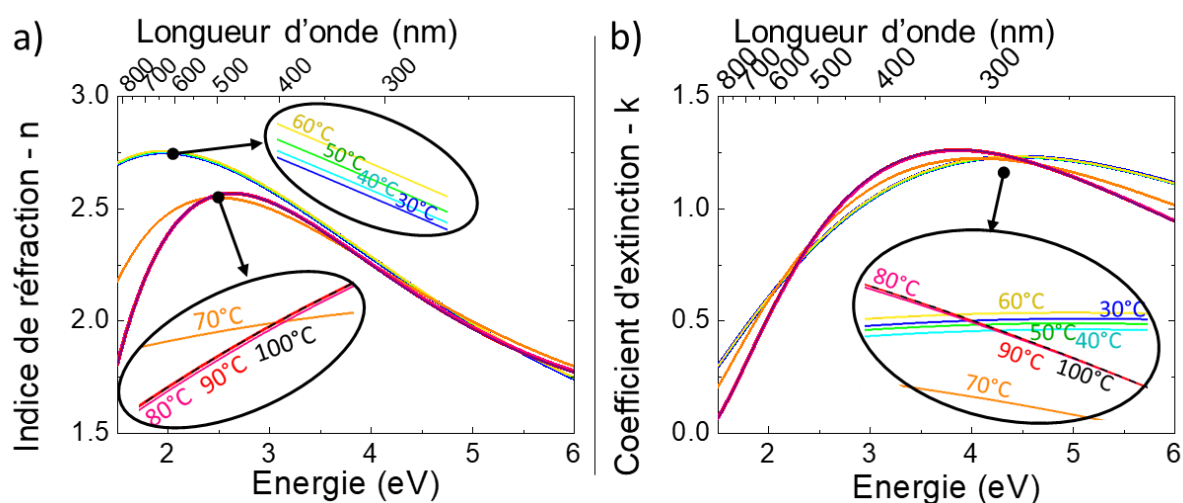 a)
Longueur d'onde (nm)
800
700
600
500
400
300
Indice de réfraction - n
3.0
2.5
2.0
1.5
60°C
50°C
40°C
30°C
70°C
80°C
90°C
100°C
2
3
4
5
6
Energie (eV)
b)
Longueur d'onde (nm)
800
700
600
500
400
300
Coefficient d'extinction - k
1.5
1.0
0.5
0.0
80°C
60°C
30°C
50°C
40°C
90°C
100°C
70°C
2
3
4
5
6
Energie (eV)